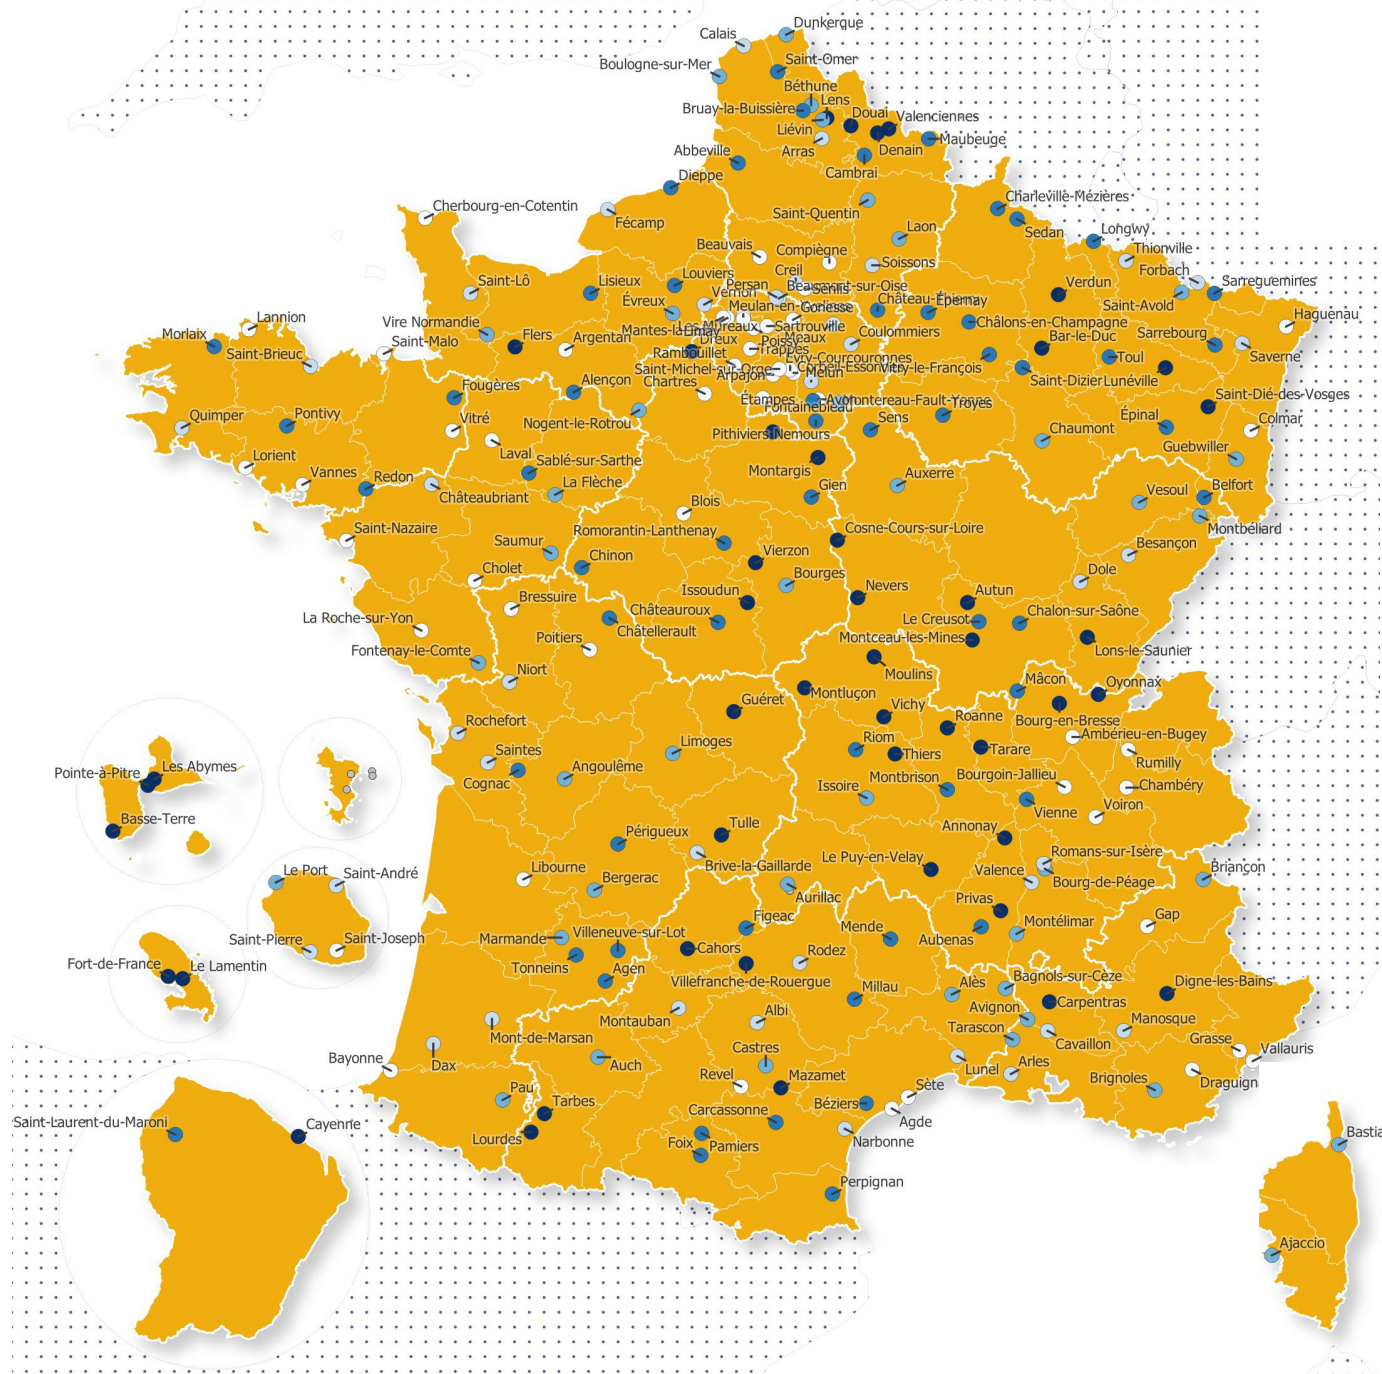 Dunkerque
Calais
Saint-Omer
Boulogne-sur-Mer
Béthune
Lens
Bruay-la-Buissière
Douai
Valenciennes
Liévin
Arras
Denain
Maubeuge
Abbeville
Cambrai
Dieppe
Charleville-Mézières
Cherbourg-en-Cotentin
Fécamp
Saint-Quentin
Sedan
Laon
Longwy
Beauvais
Compiègne
Thionville
Soissons
Forbach
Creil
Louviers
Persan
Beaumont-sur-Oise
Senlis
Saint-Lô
Lisieux
Verdun
Saint-Avold
Sarreguemines
Vernon
Château-Thierry
Épernay
Évreux
Meulan-en-Yvelines
Gonesse
Haguenau
Lannion
Vire Normandie
Mantes-la-Jolie
Limay
Les Mureaux
Sartrouville
Châlons-en-Champagne
Morlaix
Flers
Argentan
Dreux
Poissy
Meaux
Coulommiers
Bar-le-Duc
Sarrebourg
Saint-Malo
Saint-Brieuc
Rambouillet
Trappes
Évry-Courcouronnes
Vitry-le-François
Toul
Saverne
Saint-Michel-sur-Orge
Corbeil-Essonnes
Arpajon
Melun
Saint-Dizier
Lunéville
Alençon
Chartres
Fougères
Étampes
Avon
Montereau-Fault-Yonne
Saint-Dié-des-Vosges
Fontainebleau
Troyes
Quimper
Pontivy
Vitré
Nogent-le-Rotrou
Sens
Épinal
Colmar
Pithiviers
Nemours
Chaumont
Laval
Guebwiller
Lorient
Sablé-sur-Sarthe
Montargis
Vannes
Redon
La Flèche
Gien
Auxerre
Vesoul
Belfort
Châteaubriant
Blois
Saint-Nazaire
Romorantin-Lanthenay
Cosne-Cours-sur-Loire
Montbéliard
Saumur
Chinon
Vierzon
Besançon
Cholet
Bourges
Dole
Bressuire
Issoudun
Nevers
Autun
La Roche-sur-Yon
Châteauroux
Le Creusot
Chalon-sur-Saône
Poitiers
Châtellerault
Montceau-les-Mines
Fontenay-le-Comte
Lons-le-Saunier
Niort
Moulins
Montluçon
Mâcon
Oyonnax
Guéret
Vichy
Roanne
Bourg-en-Bresse
Rochefort
Riom
Ambérieu-en-Bugey
Saintes
Limoges
Thiers
Tarare
Rumilly
Pointe-à-Pitre
Les Abymes
Cognac
Angoulême
Issoire
Montbrison
Bourgoin-Jallieu
Chambéry
Basse-Terre
Vienne
Voiron
Périgueux
Tulle
Annonay
Le Puy-en-Velay
Romans-sur-Isère
Brive-la-Gaillarde
Valence
Bourg-de-Péage
Briançon
Le Port
Saint-André
Libourne
Bergerac
Aurillac
Privas
Figeac
Gap
Saint-Pierre
Saint-Joseph
Marmande
Villeneuve-sur-Lot
Mende
Aubenas
Montélimar
Fort-de-France
Le Lamentin
Tonneins
Cahors
Rodez
Agen
Villefranche-de-Rouergue
Alès
Bagnols-sur-Cèze
Digne-les-Bains
Millau
Carpentras
Montauban
Albi
Avignon
Mont-de-Marsan
Tarascon
Manosque
Cavaillon
Grasse
Bayonne
Dax
Auch
Castres
Vallauris
Lunel
Arles
Revel
Mazamet
Brignoles
Draguign
Pau
Sète
Saint-Laurent-du-Maroni
Cayenne
Tarbes
Carcassonne
Béziers
Agde
Lourdes
Foix
Pamiers
Narbonne
Bastia
Perpignan
Ajaccio